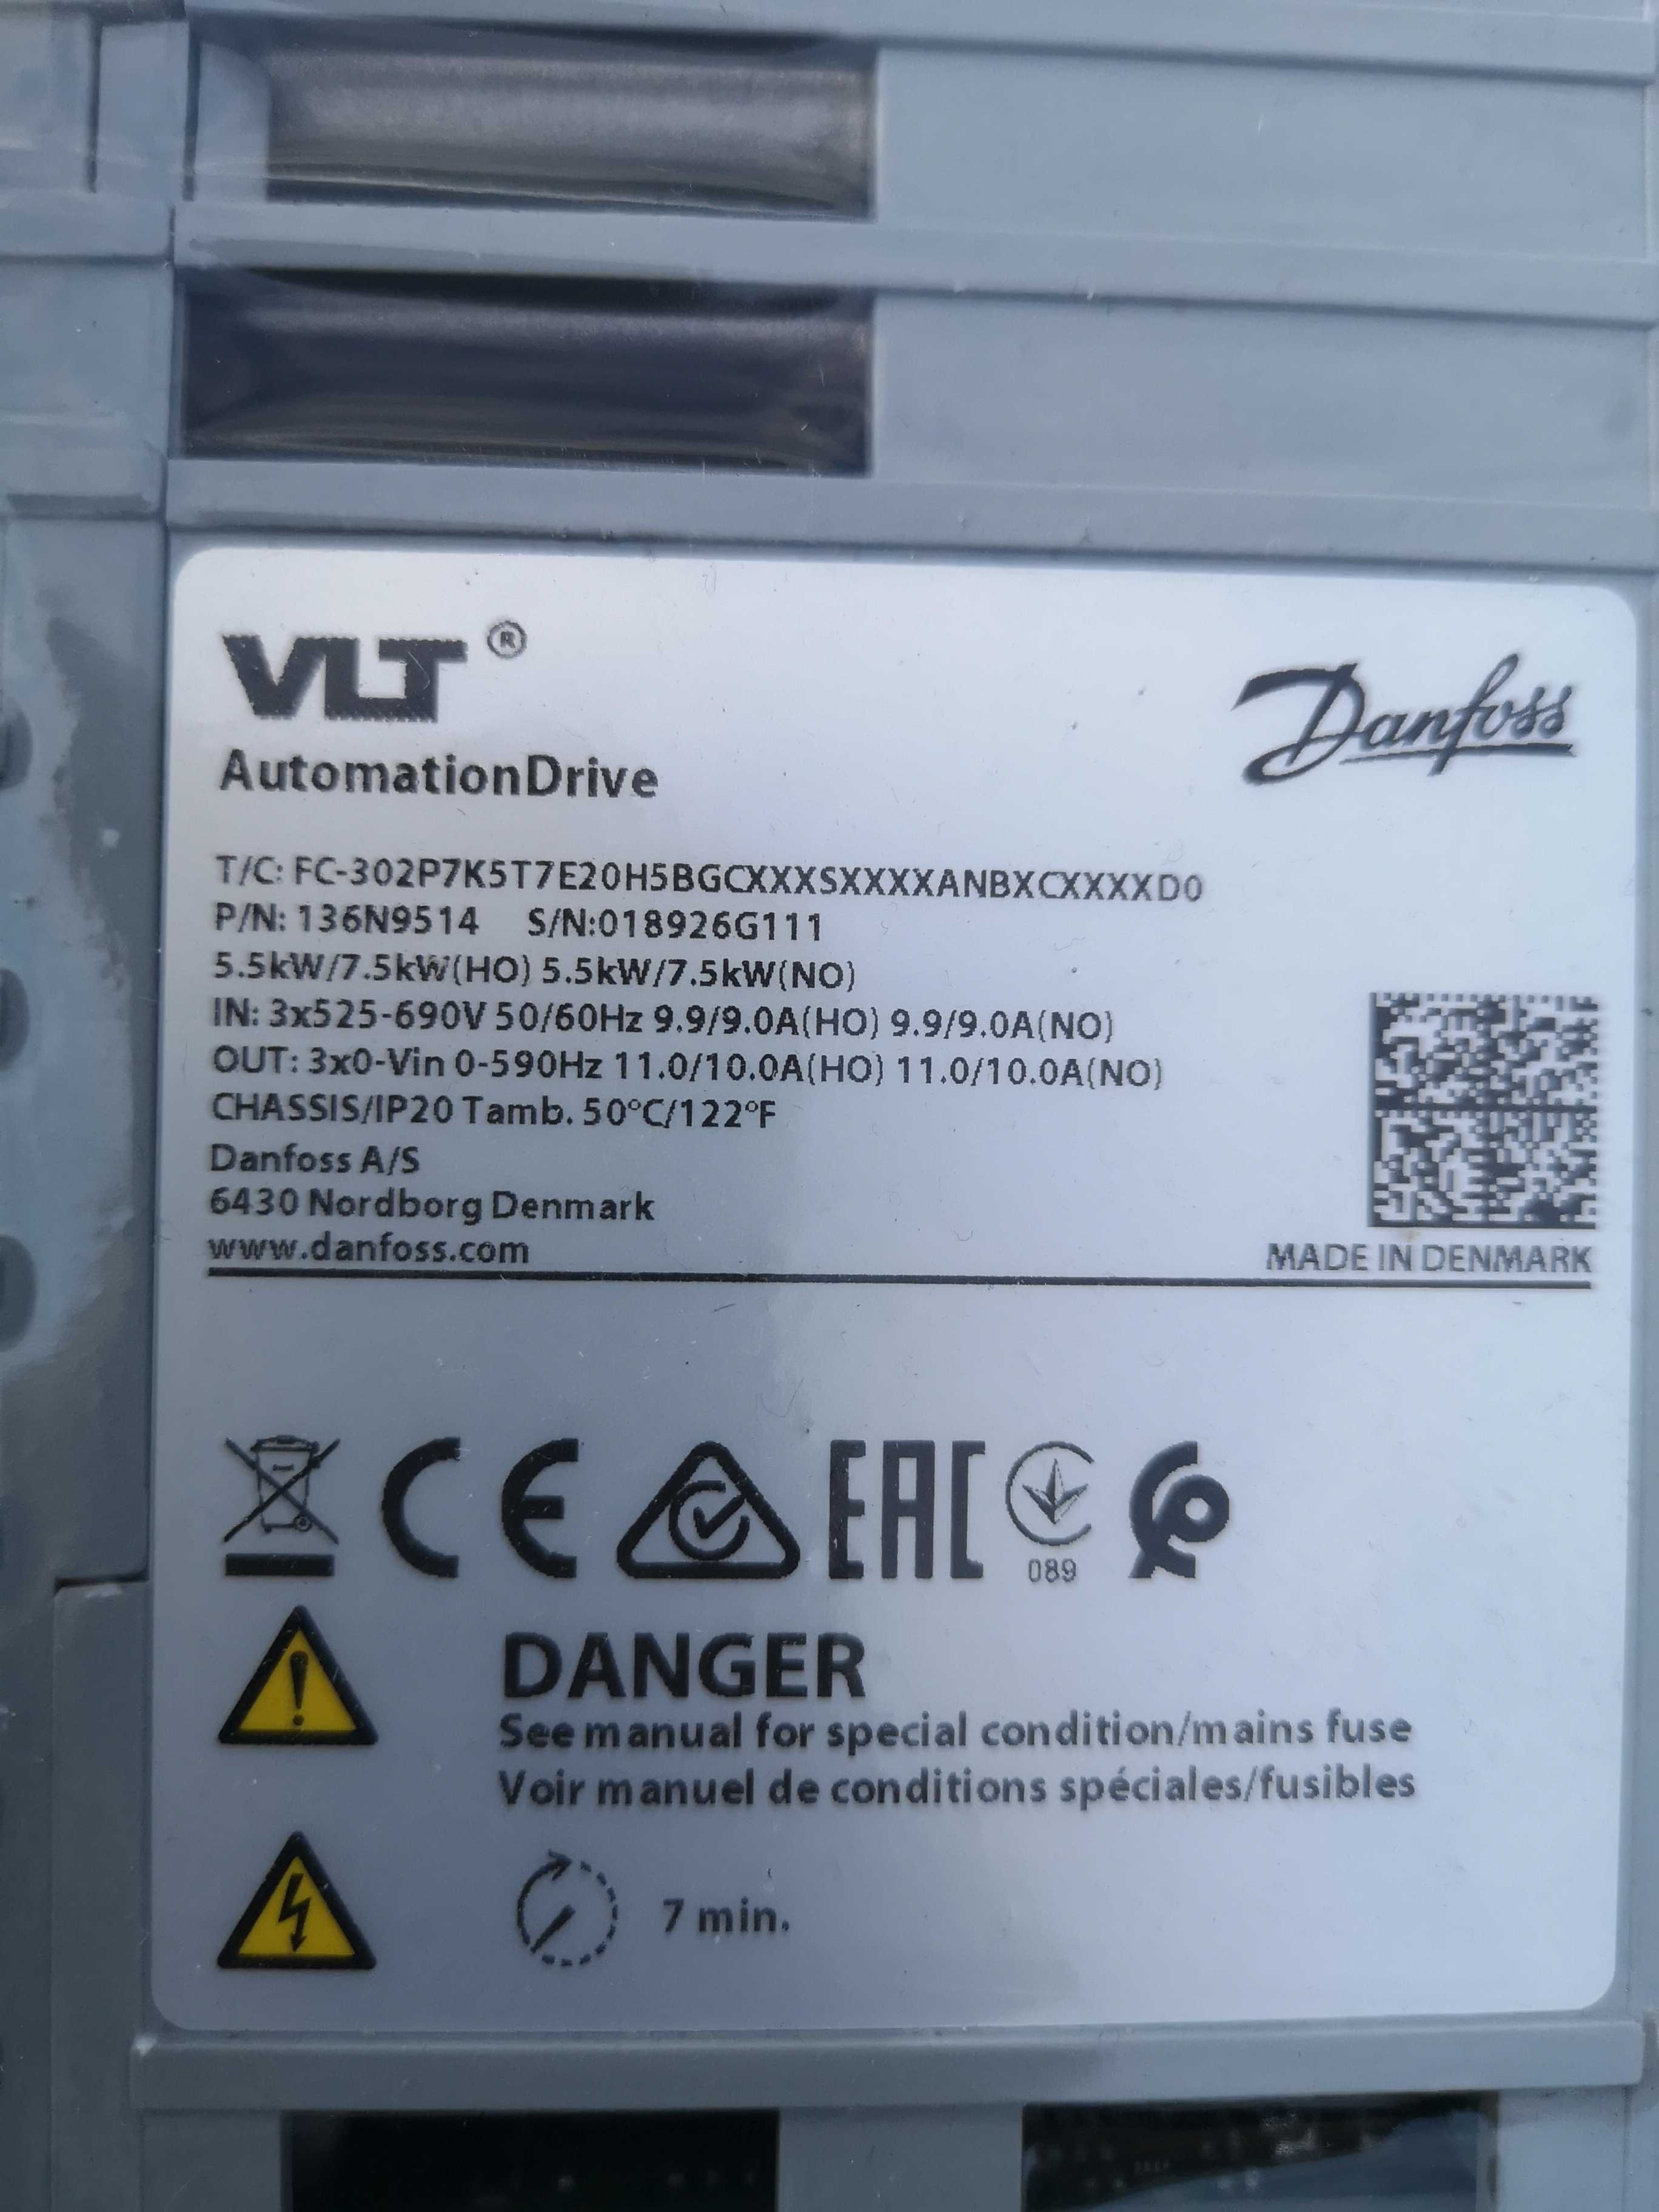 VLT®
Danfoss
AutomationDrive
T/C: FC-302P7K5T7E20H5BGCXXXSXXXXANBXCXXXXD0
P/N: 136N9514 S/N:018926G111
5.5kW/7.5kW(HO) 5.5kW/7.5kW(NO)
IN: 3x525-690V 50/60Hz 9.9/9.0A(HO) 9.9/9.0A(NO)
OUT: 3x0-Vin 0-590Hz 11.0/10.0A(HO) 11.0/10.0A(NO)
CHASSIS/IP20 Tamb. 50°C/122°F
Danfoss A/S
6430 Nordborg Denmark
www.danfoss.com
MADE IN DENMARK
CE EAC
089
DANGER
See manual for special condition/mains fuse
Voir manuel de conditions spéciales/fusibles
7 min.